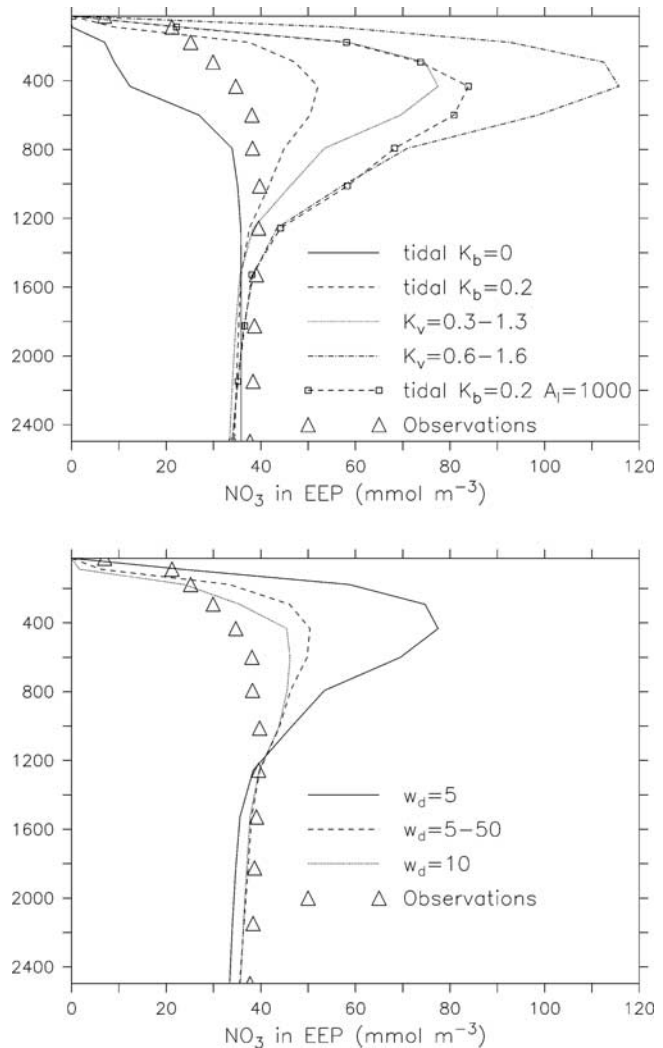 400
800
1200
1600
2000
2400
tidal K_b=0
tidal K_b=0.2
K_v=0.3−1.3
K_v=0.6−1.6
tidal K_b=0.2 A_l=1000
Observations
0 20 40 60 80 100 120
NO₃ in EEP (mmol m⁻³)
400
800
1200
1600
2000
2400
w_d=5
w_d=5−50
w_d=10
Observations
0 20 40 60 80 100 120
NO₃ in EEP (mmol m⁻³)